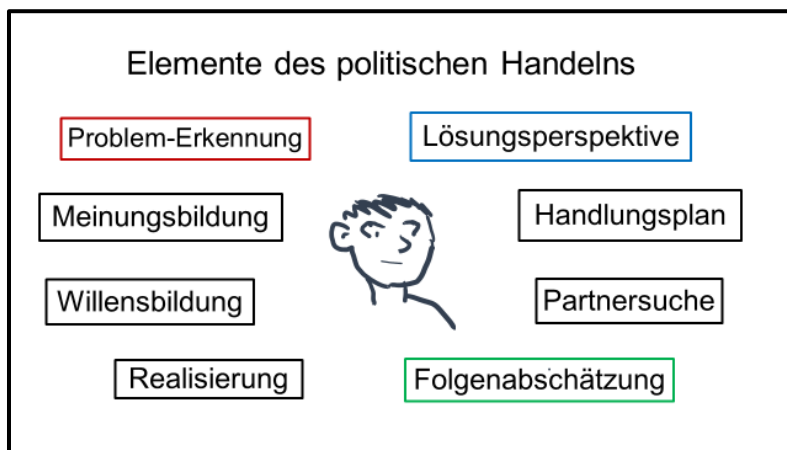 Elemente des politischen Handelns
Problem-Erkennung
Lösungsperspektive
Meinungsbildung
Handlungsplan
Willensbildung
Partnersuche
Realisierung
Folgenabschätzung